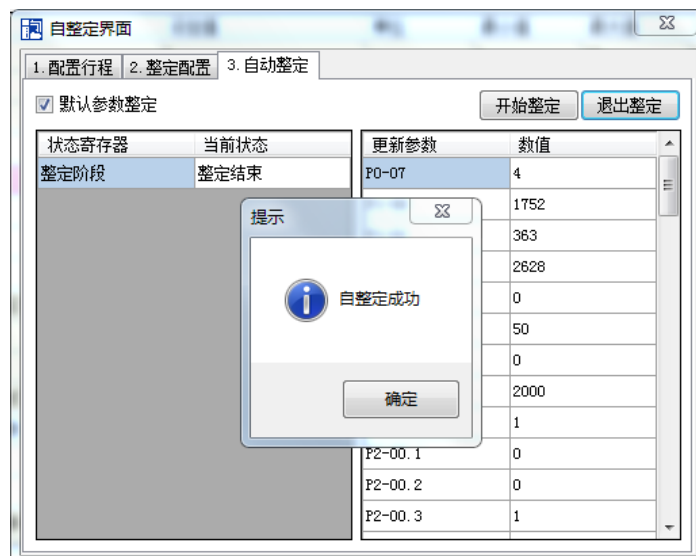 自整定界面
1. 配置行程 2. 整定配置 3. 自动整定
默认参数整定 开始整定 退出整定
状态寄存器 当前状态 更新参数 数值
整定阶段 整定结束 P0-07 4
1752
提示
363
2628
自整定成功 0
50
0
确定 2000
1
P2-00.1 0
P2-00.2 0
P2-00.3 1